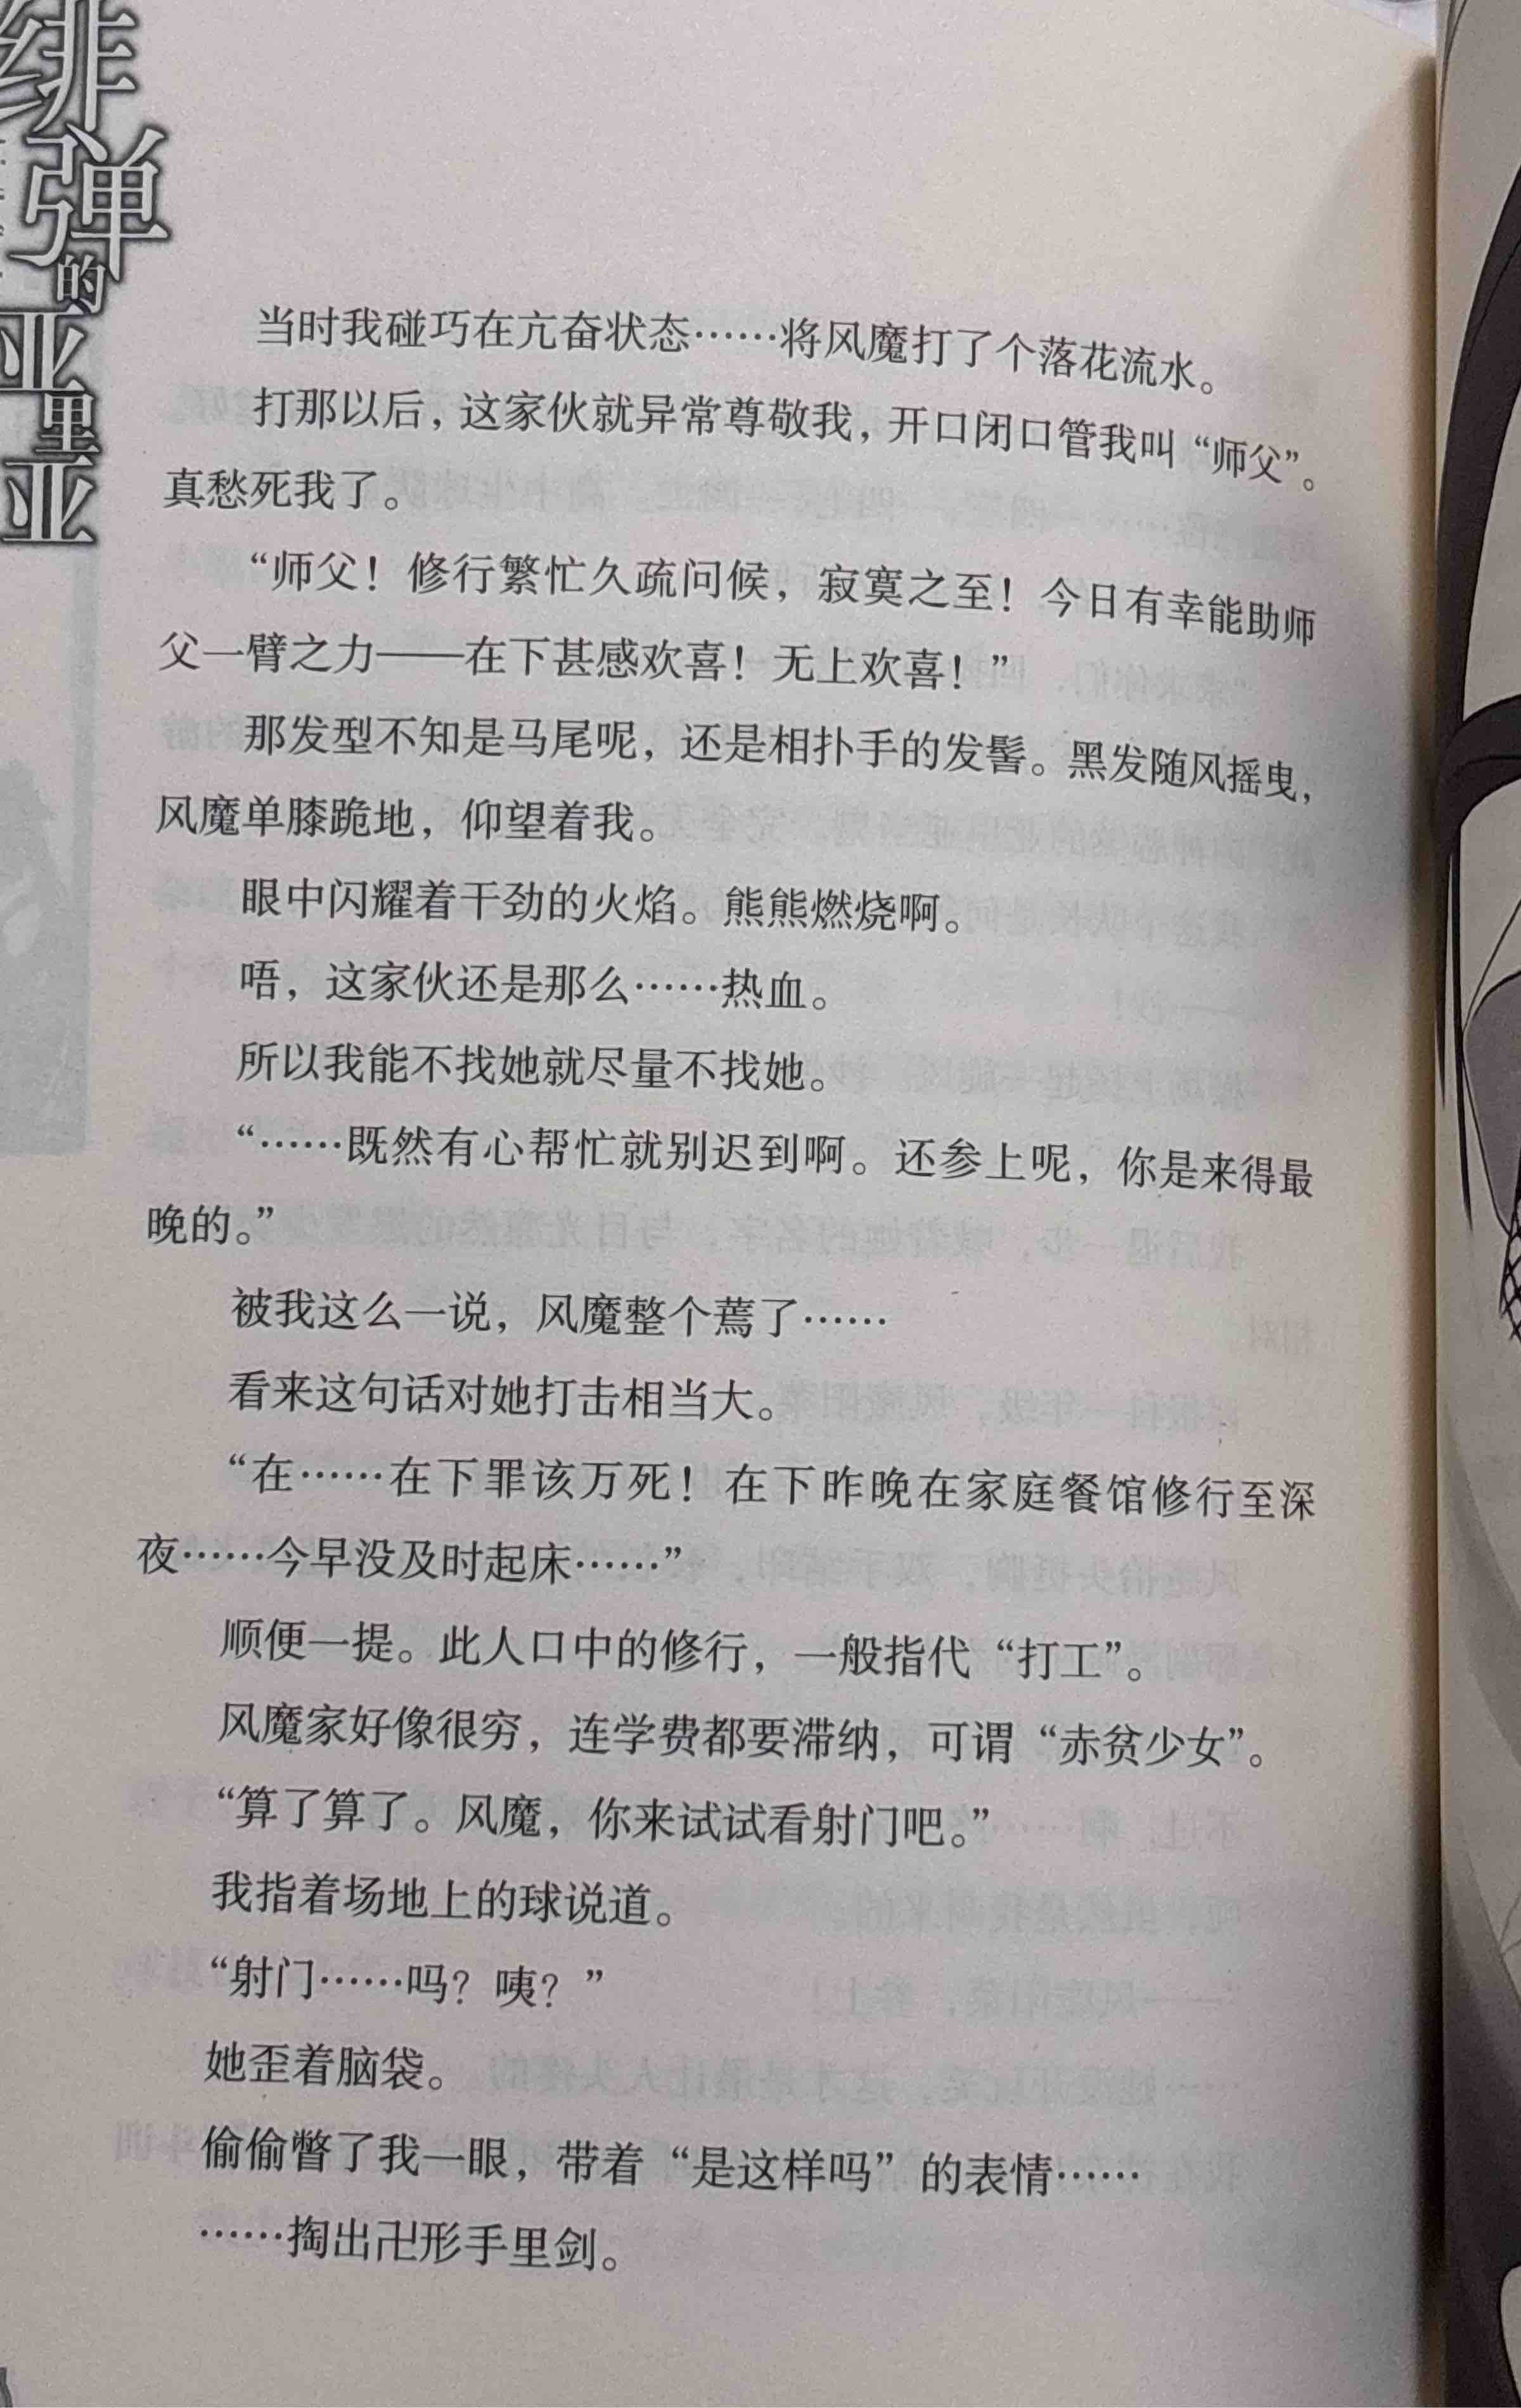 绯弹的亚里亚
当时我碰巧在亢奋状态……将风魔打了个落花流水。
打那以后，这家伙就异常尊敬我，开口闭口管我叫“师父”。
真愁死我了。
“师父！修行繁忙久疏问候，寂寞之至！今日有幸能助师
父一臂之力——在下甚感欢喜！无上欢喜！”
那发型不知是马尾呢，还是相扑手的发髻。黑发随风摇曳，
风魔单膝跪地，仰望着我。
眼中闪耀着干劲的火焰。熊熊燃烧啊。
唔，这家伙还是那么……热血。
所以我能不找她就尽量不找她。
“……既然有心帮忙就别迟到啊。还参上呢，你是来得最
晚的。”
被我这么一说，风魔整个蔫了……
看来这句话对她打击相当大。
“在……在下罪该万死！在下昨晚在家庭餐馆修行至深
夜……今早没及时起床……”
顺便一提。此人口中的修行，一般指代“打工”。
风魔家好像很穷，连学费都要滞纳，可谓“赤贫少女”。
“算了算了。风魔，你来试试看射门吧。”
我指着场地上的球说道。
“射门……吗？咦？”
她歪着脑袋。
偷偷瞥了我一眼，带着“是这样吗”的表情……
……掏出卍形手里剑。